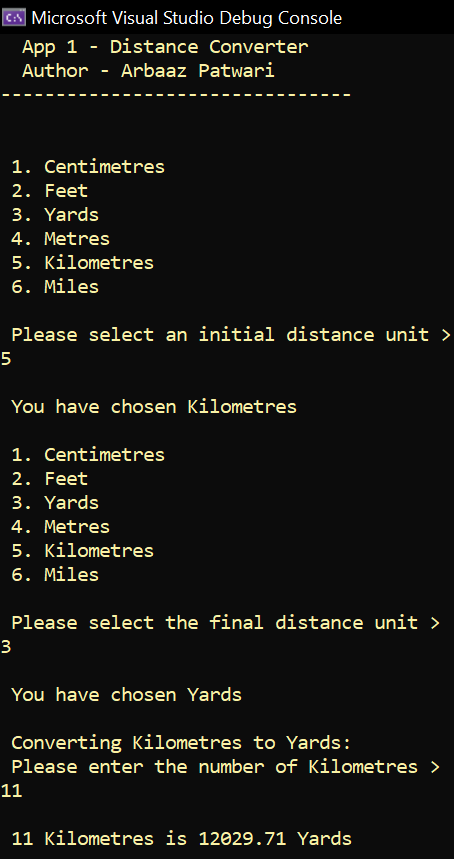 Microsoft Visual Studio Debug Console
App 1 - Distance Converter
Author - Arbaaz Patwari
--------------------------------
1. Centimetres
2. Feet
3. Yards
4. Metres
5. Kilometres
6. Miles
Please select an initial distance unit >
5
You have chosen Kilometres
1. Centimetres
2. Feet
3. Yards
4. Metres
5. Kilometres
6. Miles
Please select the final distance unit >
3
You have chosen Yards
Converting Kilometres to Yards:
Please enter the number of Kilometres >
11
11 Kilometres is 12029.71 Yards